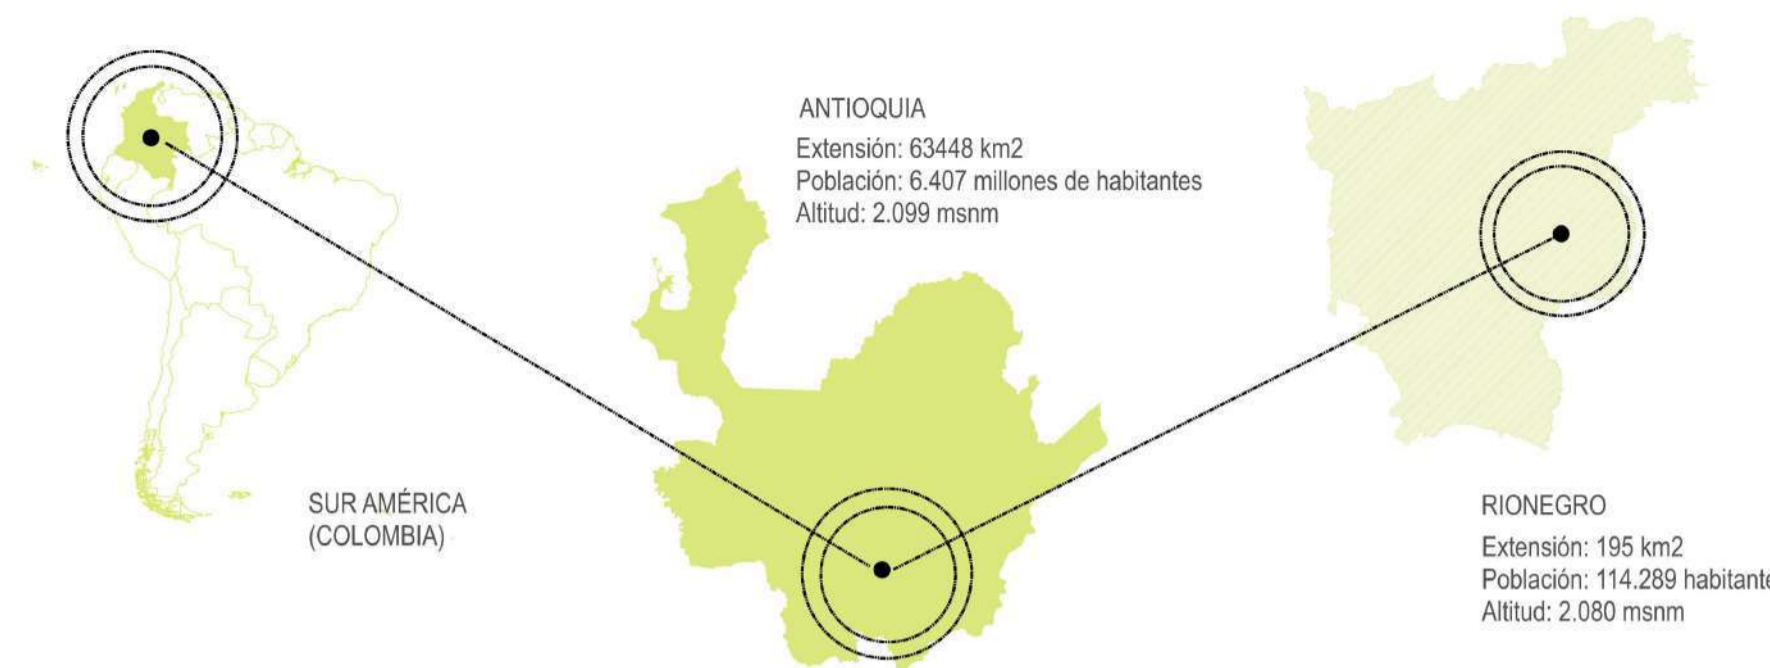 ANTIOQUIA
Extensión: 63448 km2
Población: 6.407 millones de habitantes
Altitud: 2.099 msnm
SUR AMÉRICA
(COLOMBIA)
RIONEGRO
Extensión: 195 km2
Población: 114.289 habitante
Altitud: 2.080 msnm